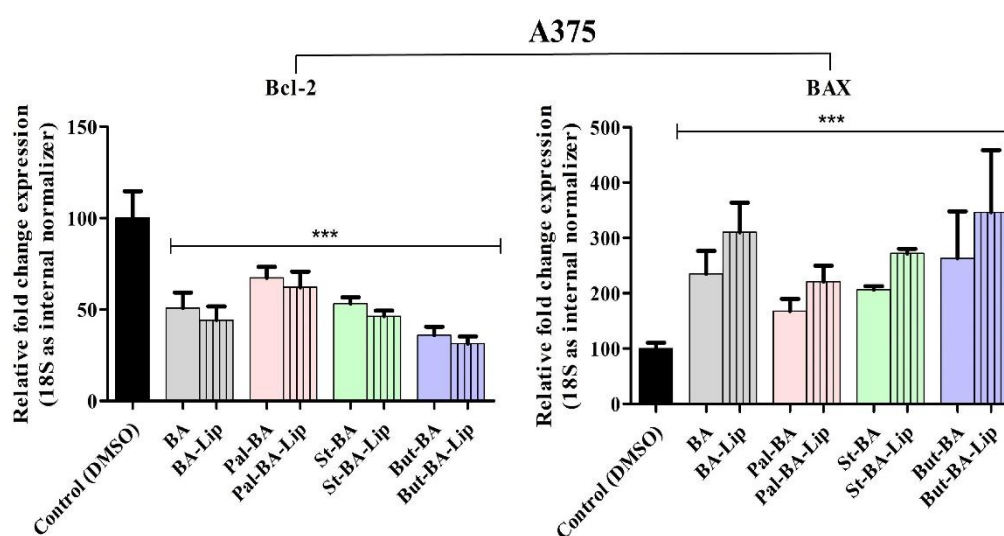 A375
Bcl-2
Relative fold change expression
(18S as internal normalizer)
150
100
50
0
***
Control (DMSO)
BA
BA-Lip
Pal-BA
Pal-BA-Lip
St-BA
St-BA-Lip
But-BA
But-BA-Lip
BAX
Relative fold change expression
(18S as internal normalizer)
500
400
300
200
100
0
***
Control (DMSO)
BA
BA-Lip
Pal-BA
Pal-BA-Lip
St-BA
St-BA-Lip
But-BA
But-BA-Lip